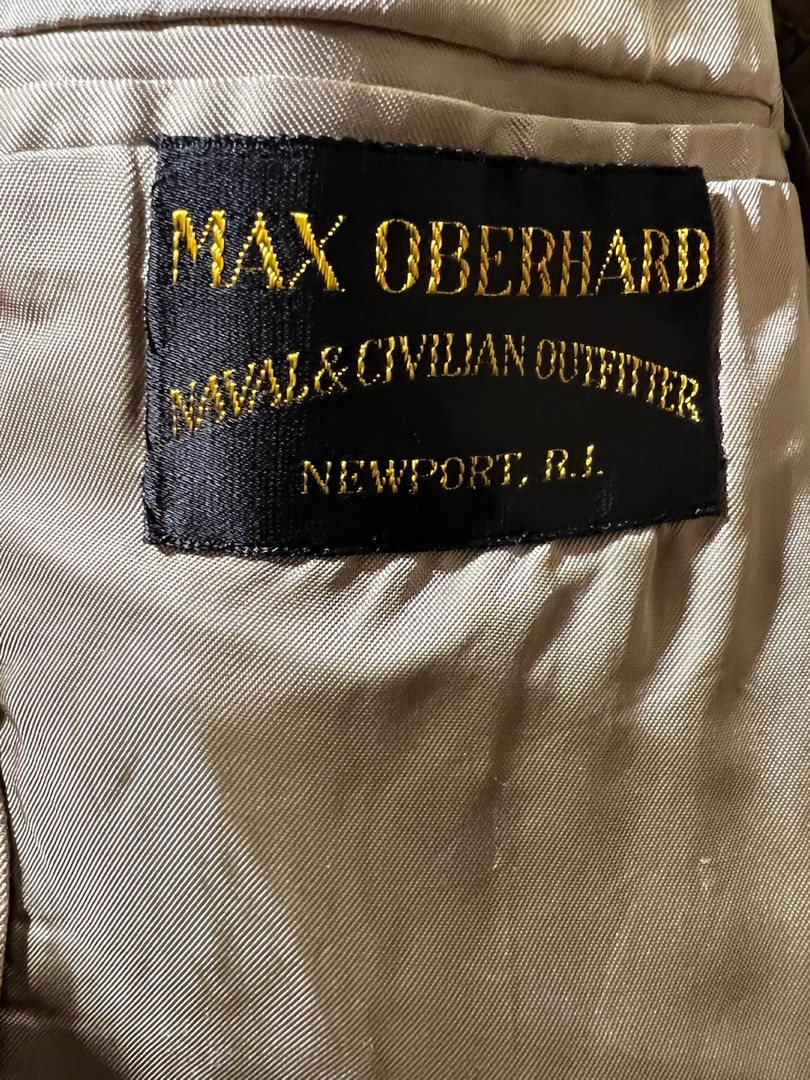 MAX OBERHARD
NAVAL & CIVILIAN OUTFITTER
NEWPORT, R.I.